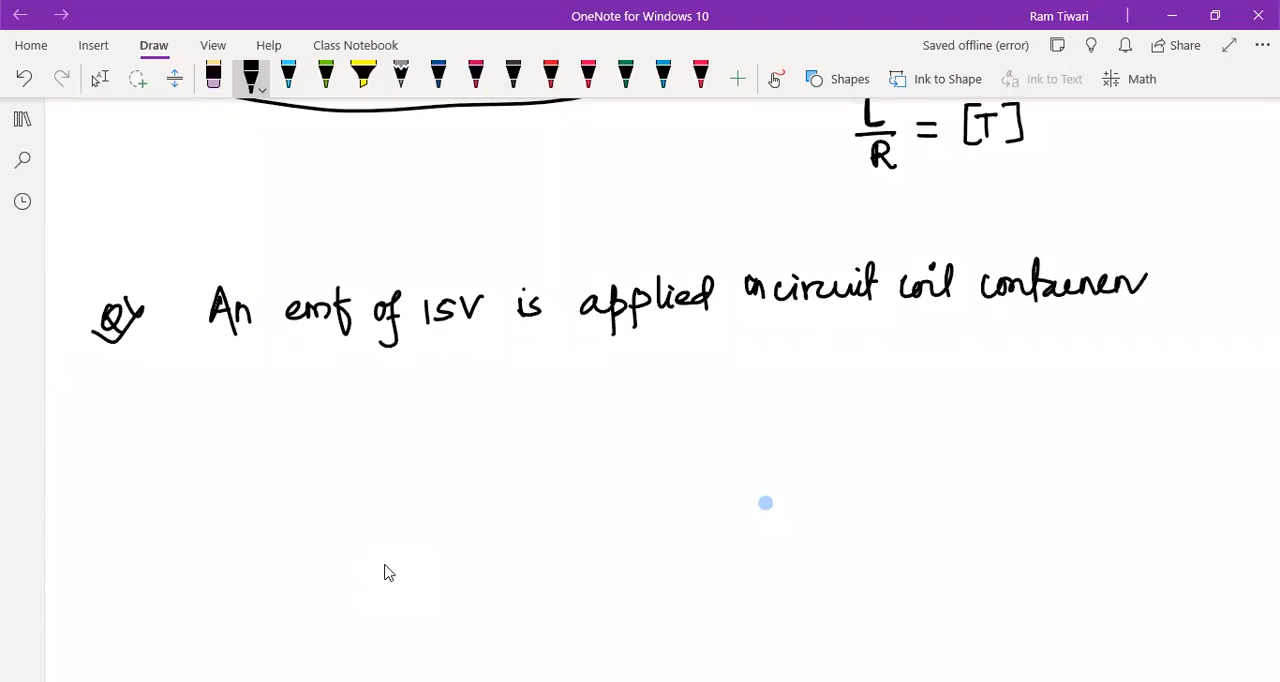 OneNote for Windows 10
Ram Tiwari
Home Insert Draw View Help Class Notebook
Saved offline (error)
Share
Shapes
Ink to Shape
Ink to Text
Math
L/R = [T]
Q) An emf of 15V is applied in circuit coil